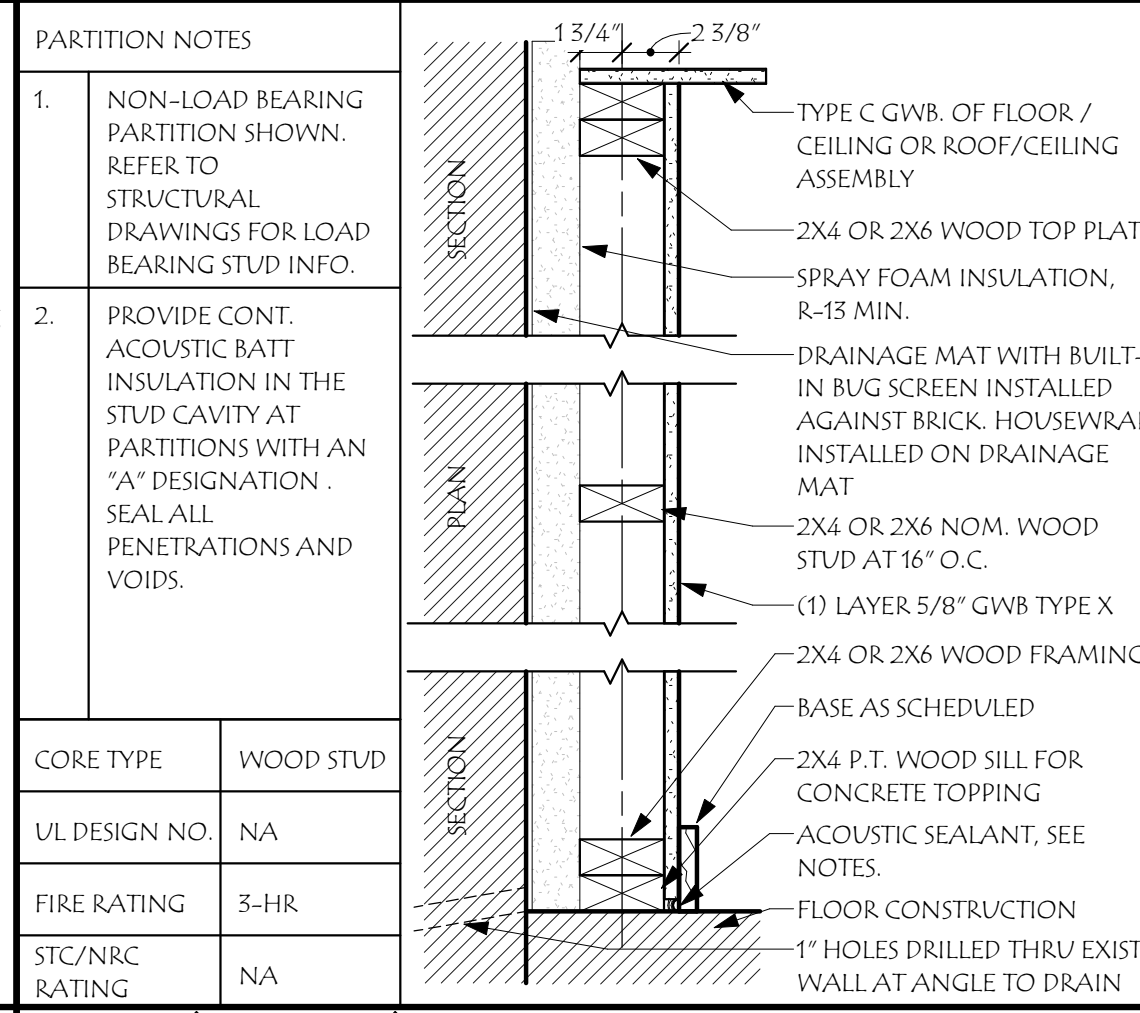 PARTITION NOTES
1. NON-LOAD BEARING
PARTITION SHOWN.
REFER TO
STRUCTURAL
DRAWINGS FOR LOAD
BEARING STUD INFO.
2. PROVIDE CONT.
ACOUSTIC BATT
INSULATION IN THE
STUD CAVITY AT
PARTITIONS WITH AN
"A" DESIGNATION .
SEAL ALL
PENETRATIONS AND
VOIDS.
CORE TYPE WOOD STUD
UL DESIGN NO. NA
FIRE RATING 3-HR
STC/NRC
RATING NA
1 3/4" 2 3/8"
SECTION
PLAN
SECTION
TYPE C GWB. OF FLOOR /
CEILING OR ROOF/CEILING
ASSEMBLY
2X4 OR 2X6 WOOD TOP PLAT
SPRAY FOAM INSULATION,
R-13 MIN.
DRAINAGE MAT WITH BUILT-
IN BUG SCREEN INSTALLED
AGAINST BRICK. HOUSEWRAP
INSTALLED ON DRAINAGE
MAT
2X4 OR 2X6 NOM. WOOD
STUD AT 16" O.C.
(1) LAYER 5/8" GWB TYPE X
2X4 OR 2X6 WOOD FRAMING
BASE AS SCHEDULED
2X4 P.T. WOOD SILL FOR
CONCRETE TOPPING
ACOUSTIC SEALANT, SEE
NOTES.
FLOOR CONSTRUCTION
1" HOLES DRILLED THRU EXIST
WALL AT ANGLE TO DRAIN